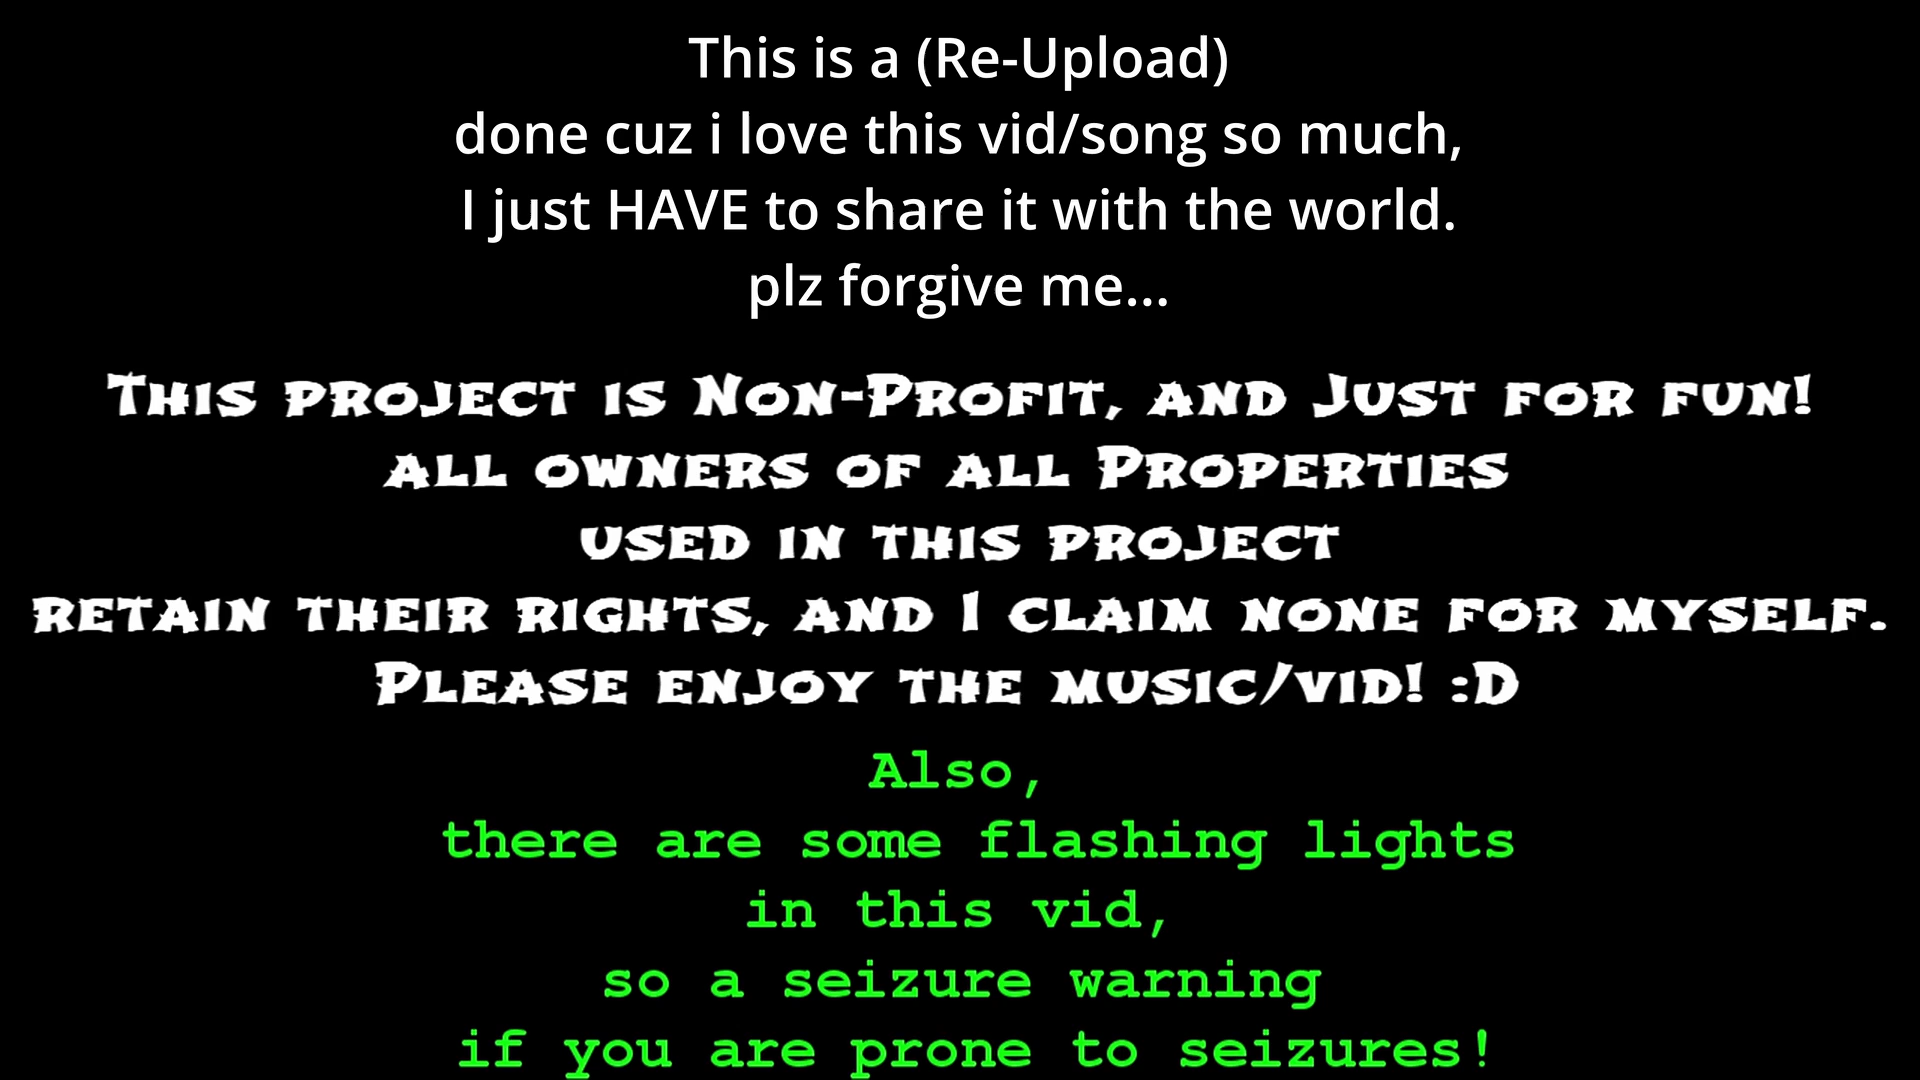 This is a (Re-Upload)
done cuz i love this vid/song so much,
I just HAVE to share it with the world.
plz forgive me...
This project is Non-Profit, and Just for fun!
all owners of all Properties
used in this project
retain their rights, and I claim none for myself.
Please enjoy the music/vid! :D
Also,
there are some flashing lights
in this vid,
so a seizure warning
if you are prone to seizures!